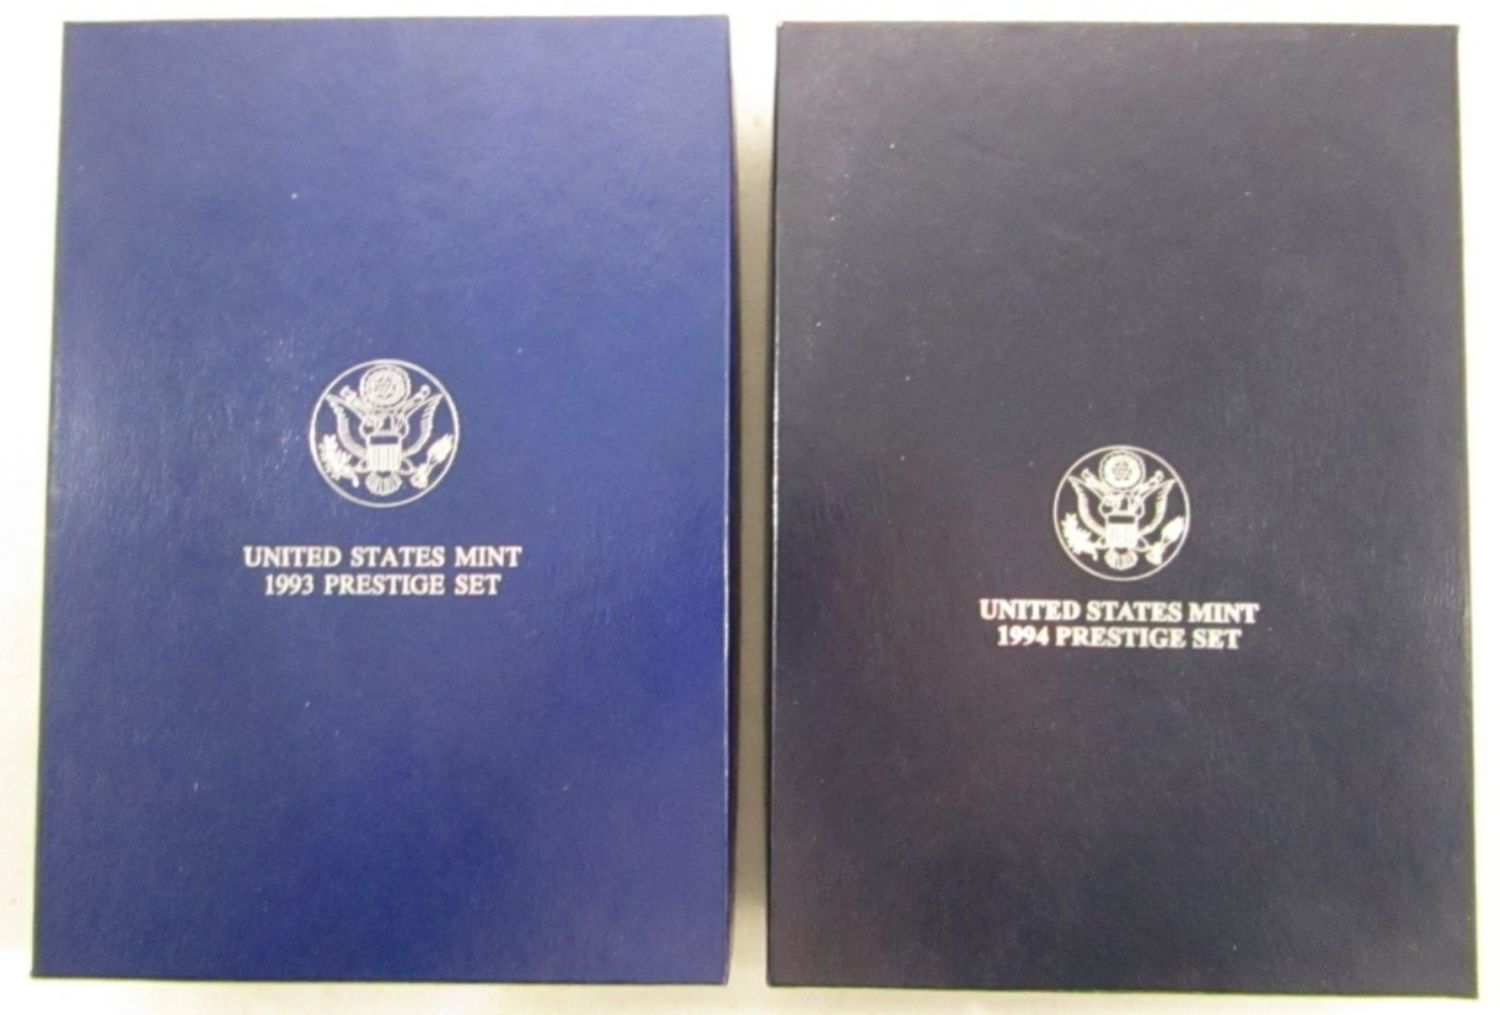 UNITED STATES MINT
1993 PRESTIGE SET
UNITED STATES MINT
1994 PRESTIGE SET